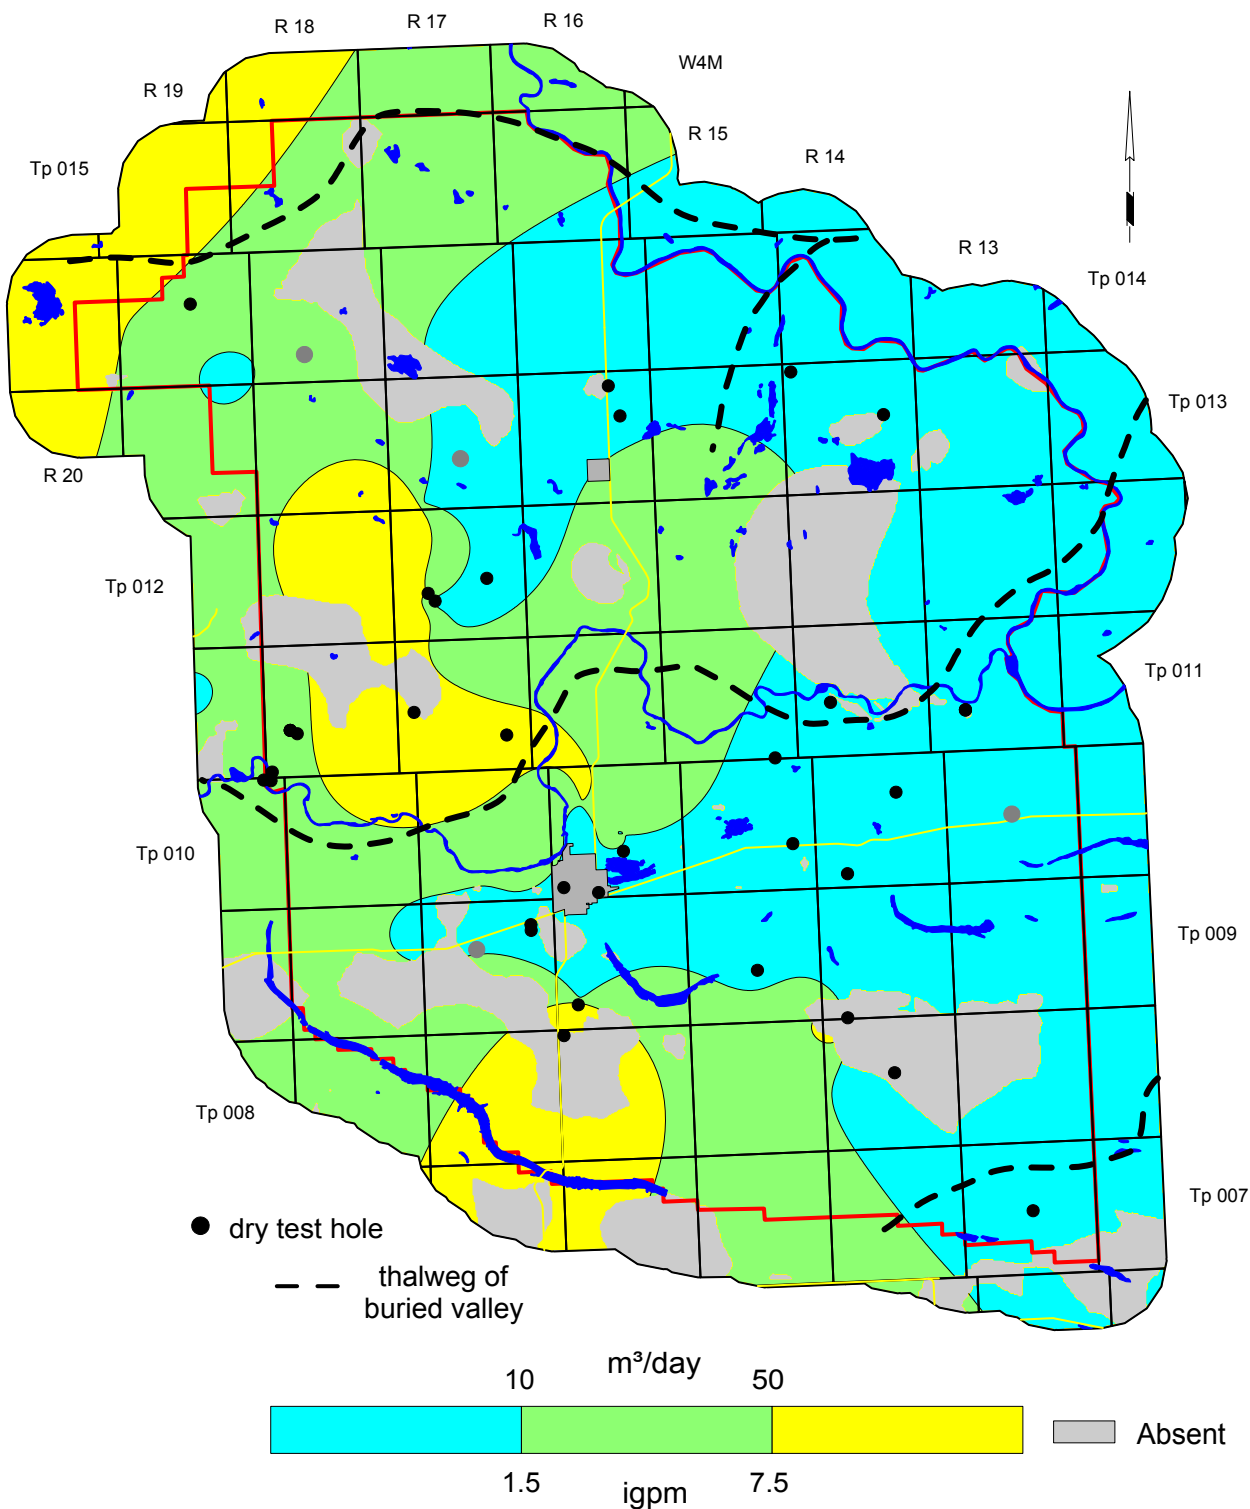 R 16
R 17
R 18
W4M
R 19
R 15
R 14
Tp 015
R 13
Tp 014
Tp 013
R 20
Tp 012
Tp 011
Tp 010
Tp 009
Tp 008
Tp 007
dry test hole
thalweg of
buried valley
m³/day
10 50
Absent
1.5 7.5
igpm